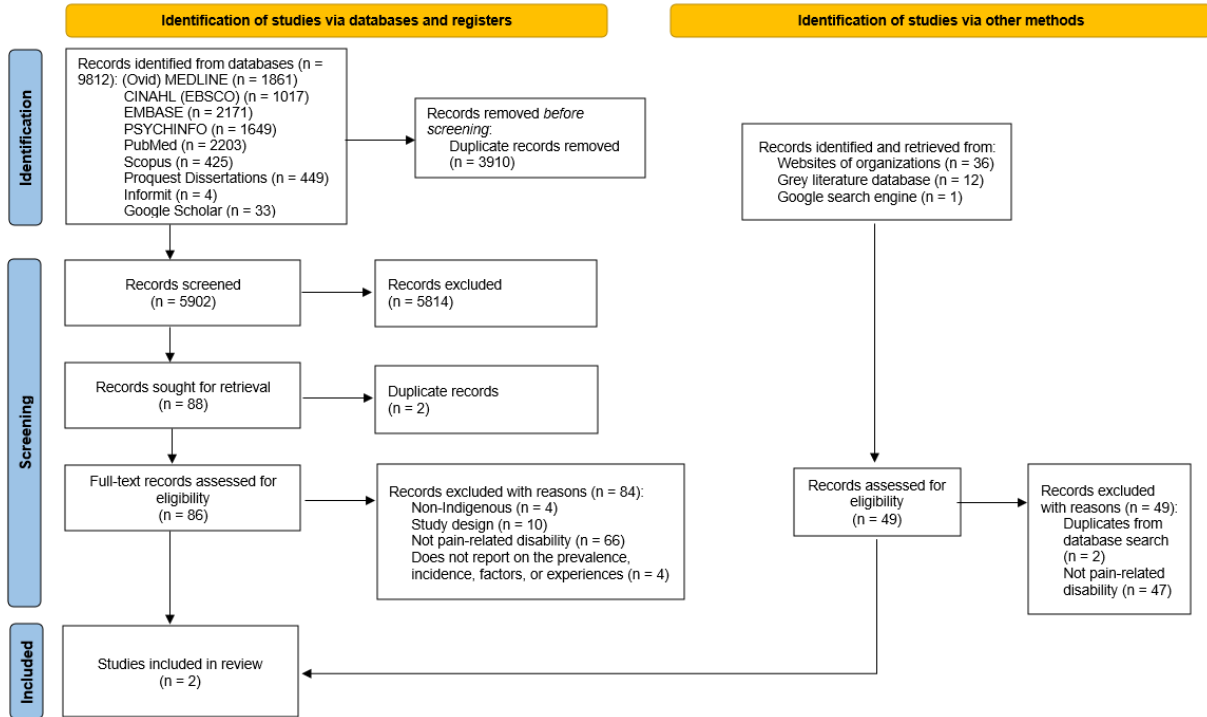 Identification of studies via databases and registers
Identification of studies via other methods
Identification
Records identified from databases (n =
9812): (Ovid) MEDLINE (n = 1861)
CINAHL (EBSCO) (n = 1017)
EMBASE (n = 2171)
PSYCHINFO (n = 1649)
PubMed (n = 2203)
Scopus (n = 425)
Proquest Dissertations (n = 449)
Informit (n = 4)
Google Scholar (n = 33)
Records removed before
screening:
Duplicate records removed
(n = 3910)
Records identified and retrieved from:
Websites of organizations (n = 36)
Grey literature database (n = 12)
Google search engine (n = 1)
Screening
Records screened
(n = 5902)
Records excluded
(n = 5814)
Records sought for retrieval
(n = 88)
Duplicate records
(n = 2)
Full-text records assessed for
eligibility
(n = 86)
Records excluded with reasons (n = 84):
Non-Indigenous (n = 4)
Study design (n = 10)
Not pain-related disability (n = 66)
Does not report on the prevalence,
incidence, factors, or experiences (n = 4)
Records assessed for
eligibility
(n = 49)
Records excluded
with reasons (n = 49):
Duplicates from
database search
(n = 2)
Not pain-related
disability (n = 47)
Included
Studies included in review
(n = 2)